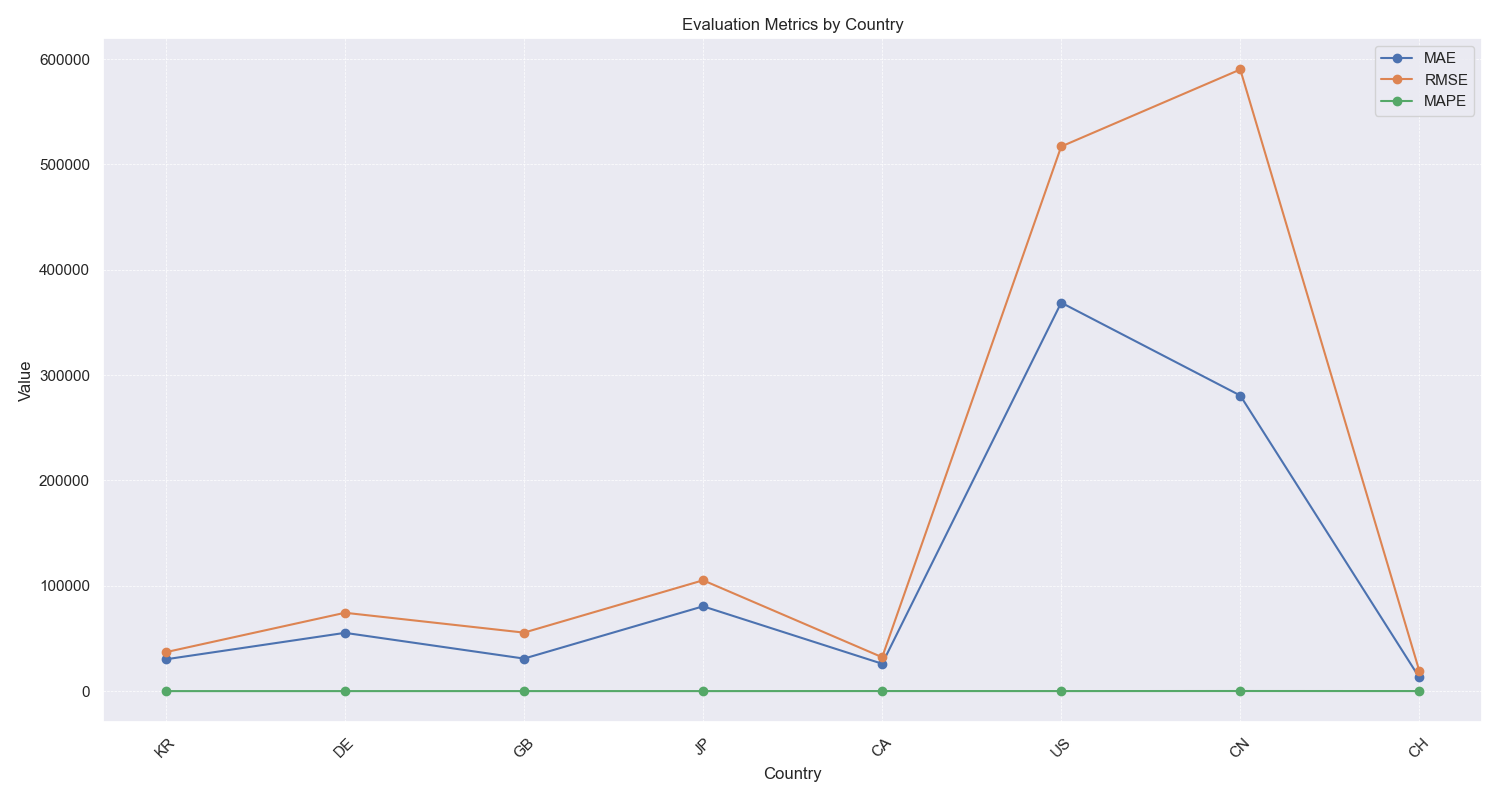 Evaluation Metrics by Country
MAE
RMSE
MAPE
600000
500000
400000
300000
200000
100000
0
Value
KR
DE
GB
JP
CA
US
CN
CH
Country